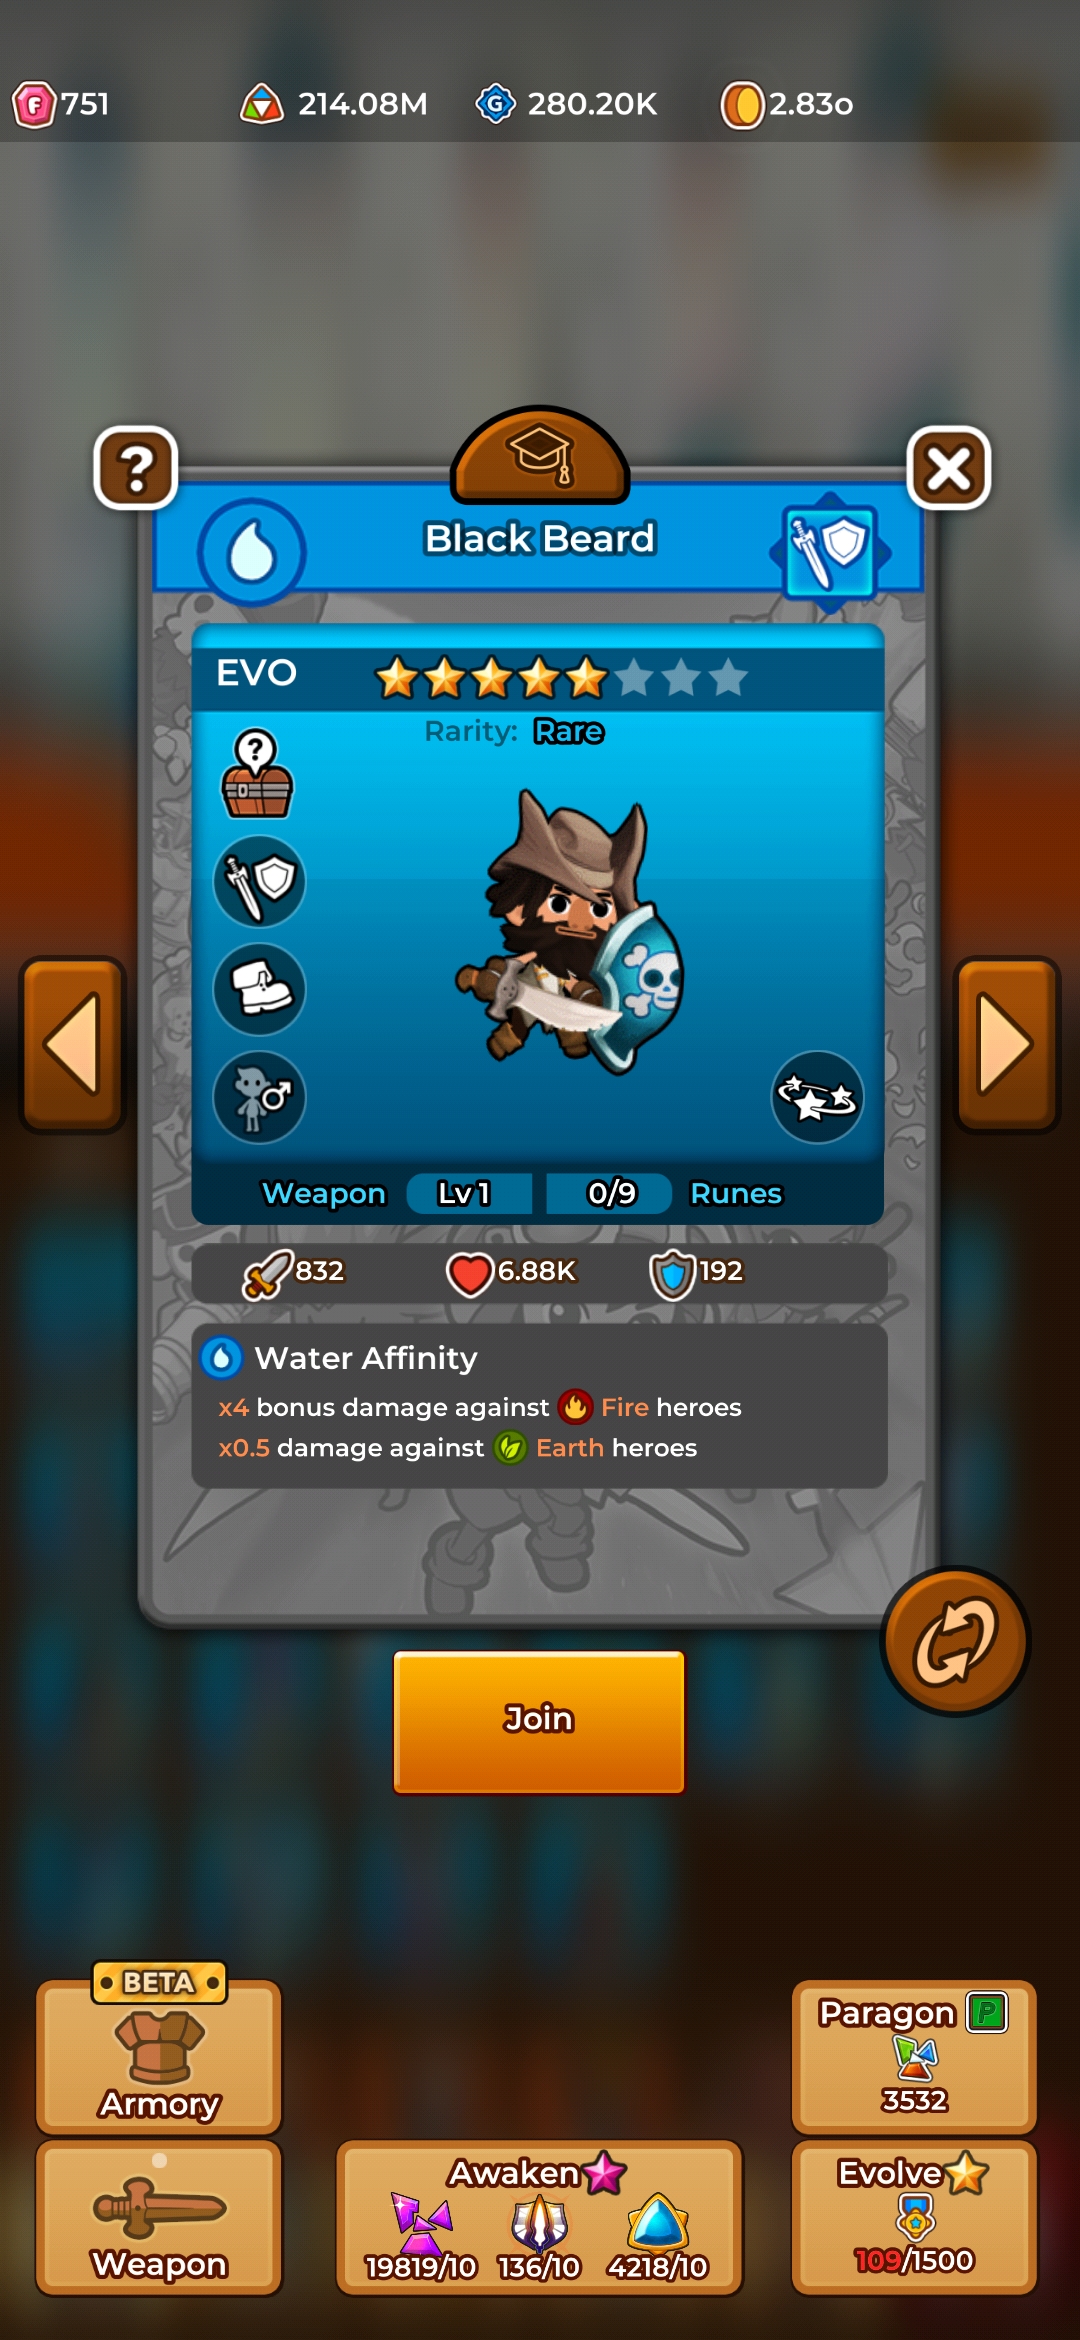 751
214.08M
280.20K
2.83o
?
Black Beard
EVO
Rarity: Rare
?
Weapon Lv 1 0/9 Runes
832
6.88K
192
Water Affinity
x4 bonus damage against Fire heroes
x0.5 damage against Earth heroes
Join
BETA
Armory
Paragon P
3532
Weapon
Awaken
19819/10 136/10 4218/10
Evolve
109/1500